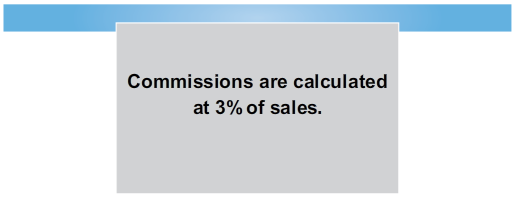 Commissions are calculated
at 3% of sales.